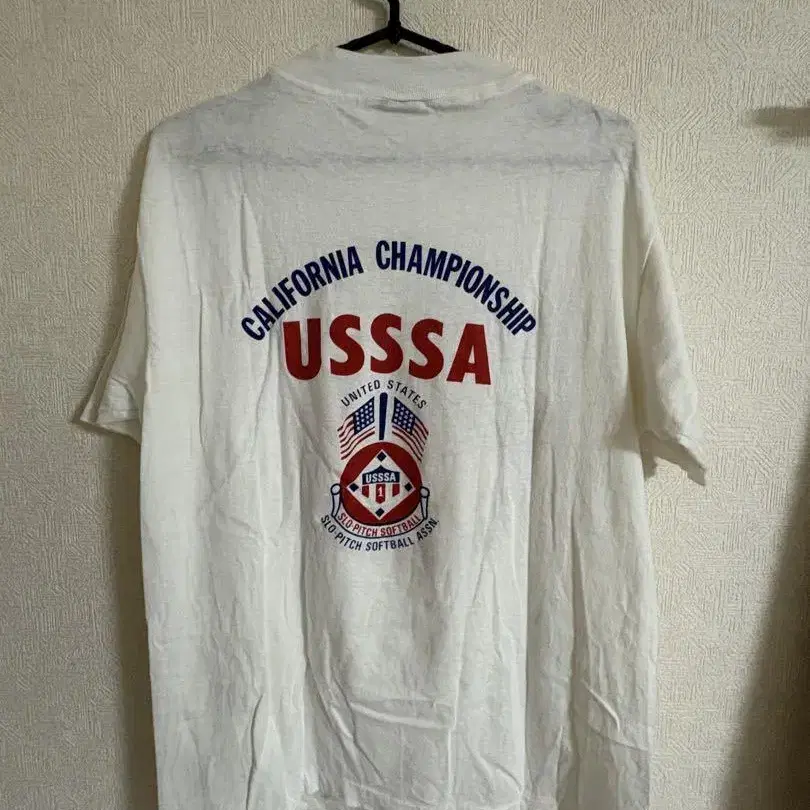 CALIFORNIA CHAMPIONSHIP
USSSA
UNITED STATES
USSSA
1
SLO-PITCH SOFTBALL
SLO-PITCH SOFTBALL ASSN.